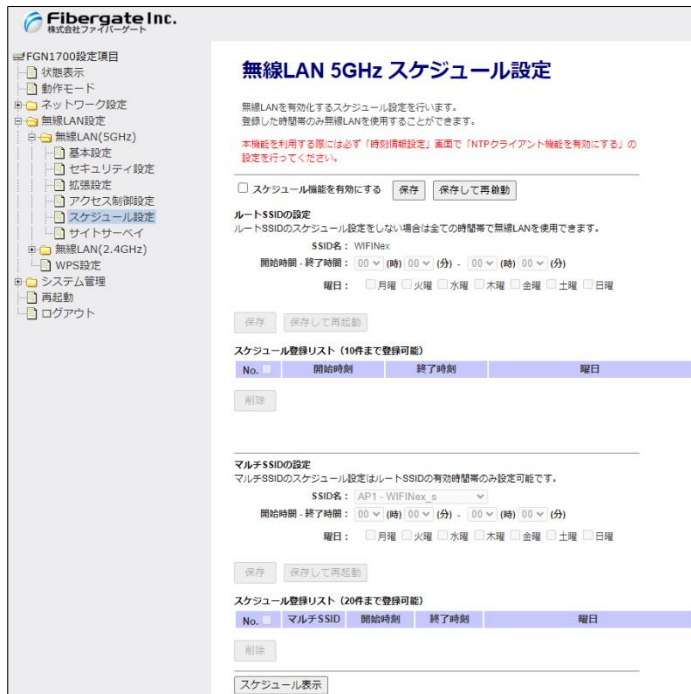 Fibergate Inc.
株式会社ファイバーゲート
FGN1700設定項目
状態表示
動作モード
ネットワーク設定
無線LAN設定
無線LAN(5GHz)
基本設定
セキュリティ設定
拡張設定
アクセス制御設定
スケジュール設定
サイトサーベイ
無線LAN(2.4GHz)
WPS設定
システム管理
再起動
ログアウト
無線LAN 5GHz スケジュール設定
無線LANを有効化するスケジュール設定を行います。
登録した時間帯のみ無線LANを使用することができます。
本機能を利用する際には必ず「時刻情報設定」画面で「NTPクライアント機能を有効にする」の
設定を行ってください。
スケジュール機能を有効にする 保存 保存して再起動
ルートSSIDの設定
ルートSSIDのスケジュール設定をしない場合は全ての時間帯で無線LANを使用できます。
SSID名： WIFINex
開始時間 - 終了時間： 00 (時) 00 (分) - 00 (時) 00 (分)
曜日： 月曜 火曜 水曜 木曜 金曜 土曜 日曜
保存 保存して再起動
スケジュール登録リスト（10件まで登録可能）
No. 開始時刻 終了時刻 曜日
削除
マルチSSIDの設定
マルチSSIDのスケジュール設定はルートSSIDの有効時間帯のみ設定可能です。
SSID名： AP1 - WIFINex_s
開始時間 - 終了時間： 00 (時) 00 (分) - 00 (時) 00 (分)
曜日： 月曜 火曜 水曜 木曜 金曜 土曜 日曜
保存 保存して再起動
スケジュール登録リスト（20件まで登録可能）
No. マルチSSID 開始時刻 終了時刻 曜日
削除
スケジュール表示